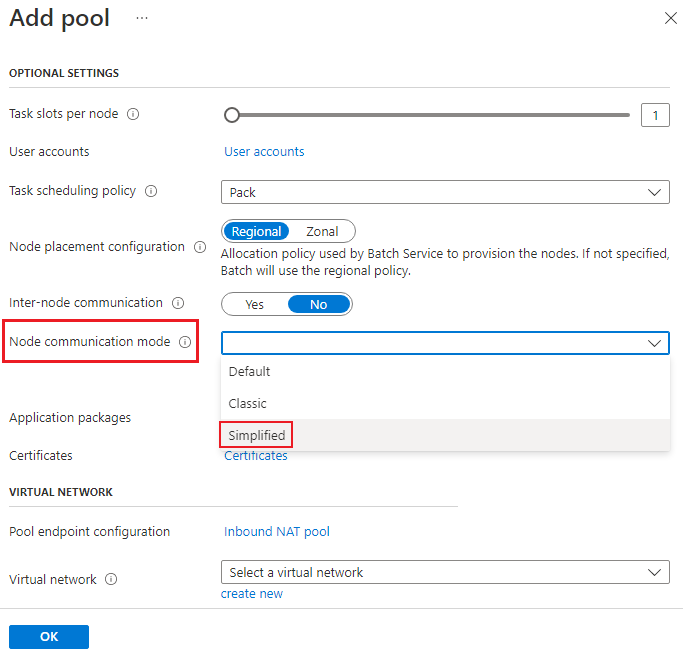 Add pool ...
OPTIONAL SETTINGS
Task slots per node
1
User accounts
User accounts
Task scheduling policy
Pack
Node placement configuration
Regional
Zonal
Allocation policy used by Batch Service to provision the nodes. If not specified,
Batch will use the regional policy.
Inter-node communication
Yes
No
Node communication mode
Default
Classic
Simplified
Application packages
Certificates
Certificates
VIRTUAL NETWORK
Pool endpoint configuration
Inbound NAT pool
Virtual network
Select a virtual network
create new
OK